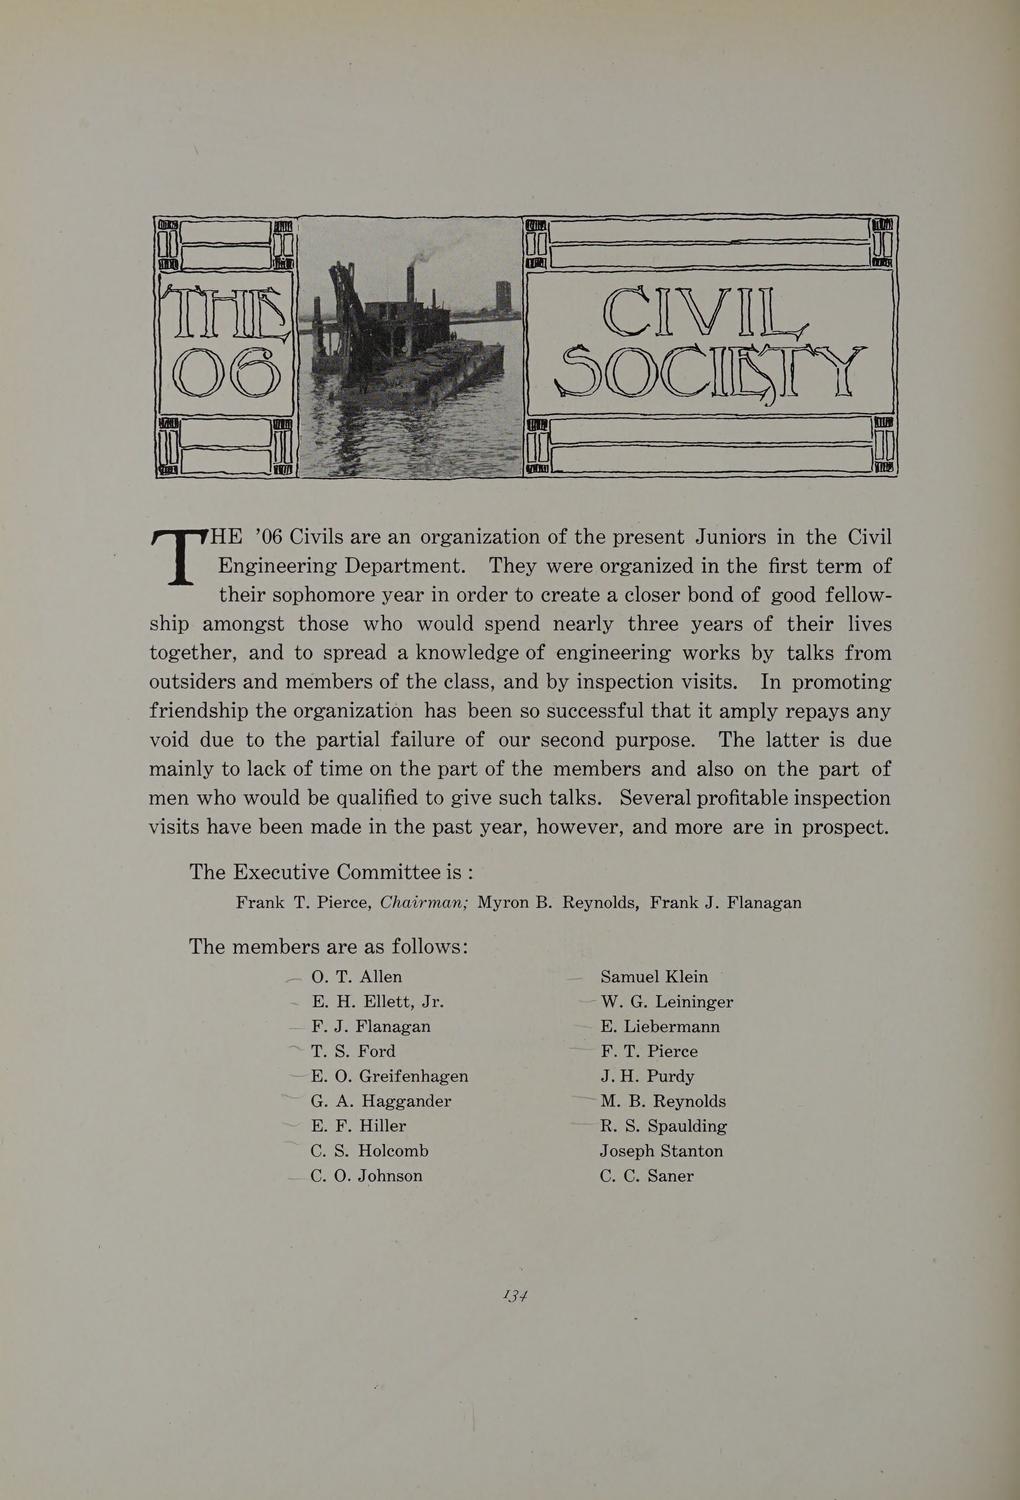 THE
06
CIVIL
SOCIETY
THE ’06 Civils are an organization of the present Juniors in the Civil
Engineering Department. They were organized in the first term of
their sophomore year in order to create a closer bond of good fellow-
ship amongst those who would spend nearly three years of their lives
together, and to spread a knowledge of engineering works by talks from
outsiders and members of the class, and by inspection visits. In promoting
friendship the organization has been so successful that it amply repays any
void due to the partial failure of our second purpose. The latter is due
mainly to lack of time on the part of the members and also on the part of
men who would be qualified to give such talks. Several profitable inspection
visits have been made in the past year, however, and more are in prospect.
The Executive Committee is :
Frank T. Pierce, Chairman; Myron B. Reynolds, Frank J. Flanagan
The members are as follows:
O. T. Allen
E. H. Ellett, Jr.
F. J. Flanagan
T. S. Ford
E. O. Greifenhagen
G. A. Haggander
E. F. Hiller
C. S. Holcomb
C. O. Johnson
Samuel Klein
W. G. Leininger
E. Liebermann
F. T. Pierce
J. H. Purdy
M. B. Reynolds
R. S. Spaulding
Joseph Stanton
C. C. Saner
134